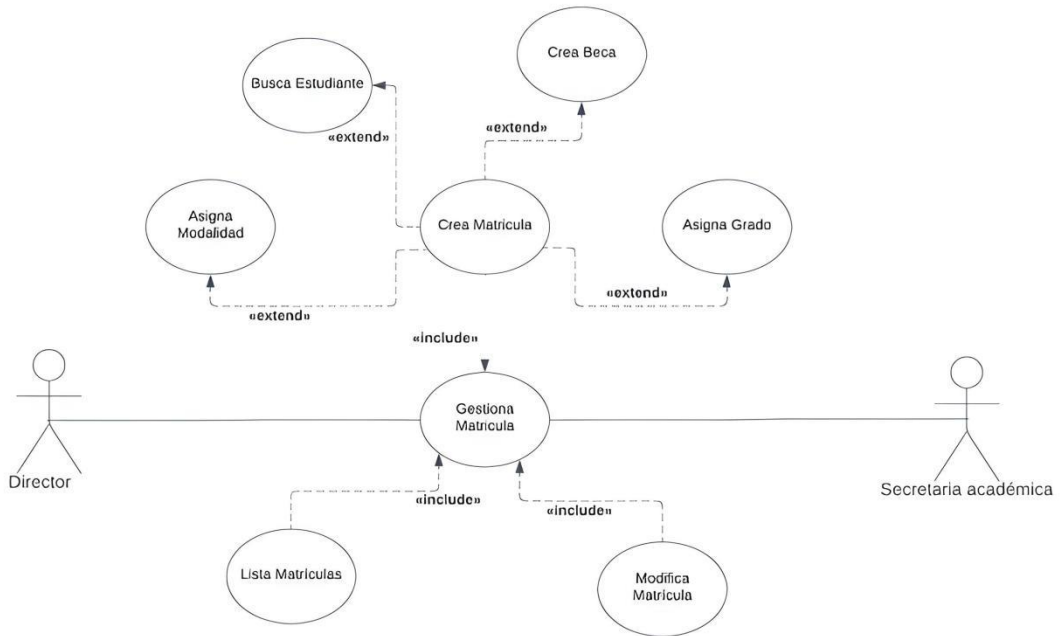 Crea Beca
Busca Estudiante
«extend»
«extend»
Asigna
Modalidad
Crea Matricula
Asigna Grado
«extend»
«extend»
«include»
Gestiona
Matricula
Director
Secretaria académica
«include»
«include»
Lista Matrículas
Modifica
Matrícula